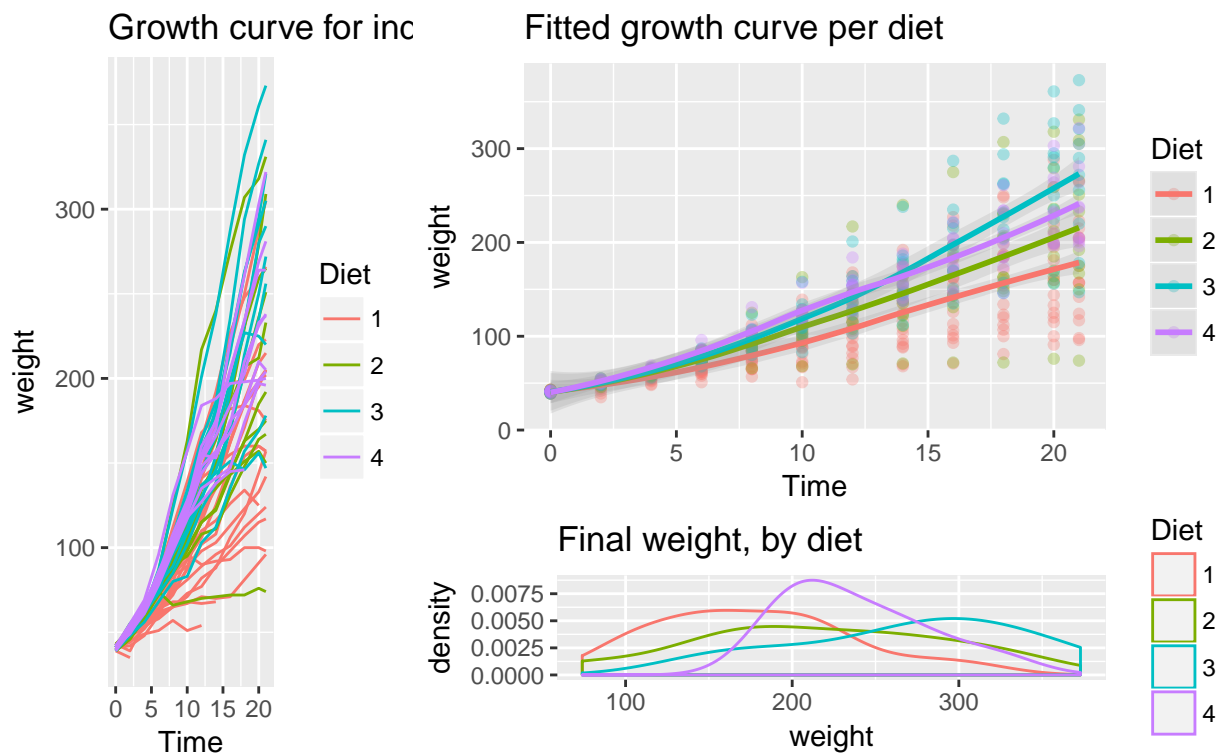 Growth curve for inc
weight
300
200
100
0 5 10 15 20
Time
Diet
1
2
3
4
Fitted growth curve per diet
weight
300
200
100
0
0 5 10 15 20
Time
Diet
1
2
3
4
Final weight, by diet
density
0.0075
0.0050
0.0025
0.0000
100 200 300
weight
Diet
1
2
3
4